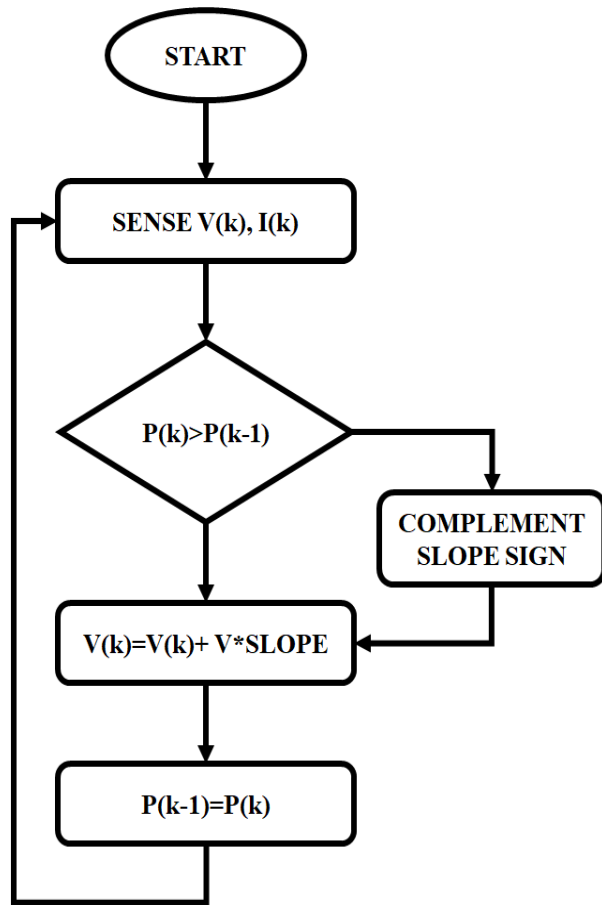 START
SENSE V(k), I(k)
P(k)>P(k-1)
COMPLEMENT
SLOPE SIGN
V(k)=V(k)+ V*SLOPE
P(k-1)=P(k)